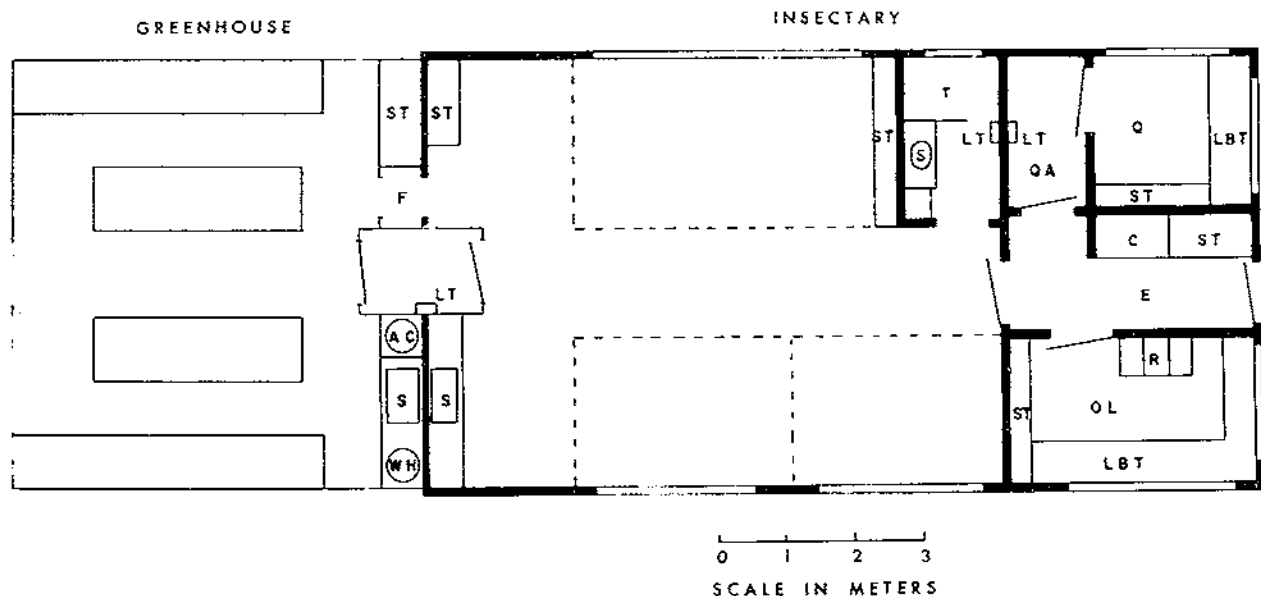 GREENHOUSE
INSECTARY
ST
ST
ST
T
S
LT
LT
QA
Q
LBT
ST
F
C
ST
LT
E
AC
S
S
WH
R
ST
OL
LBT
0 1 2 3
SCALE IN METERS